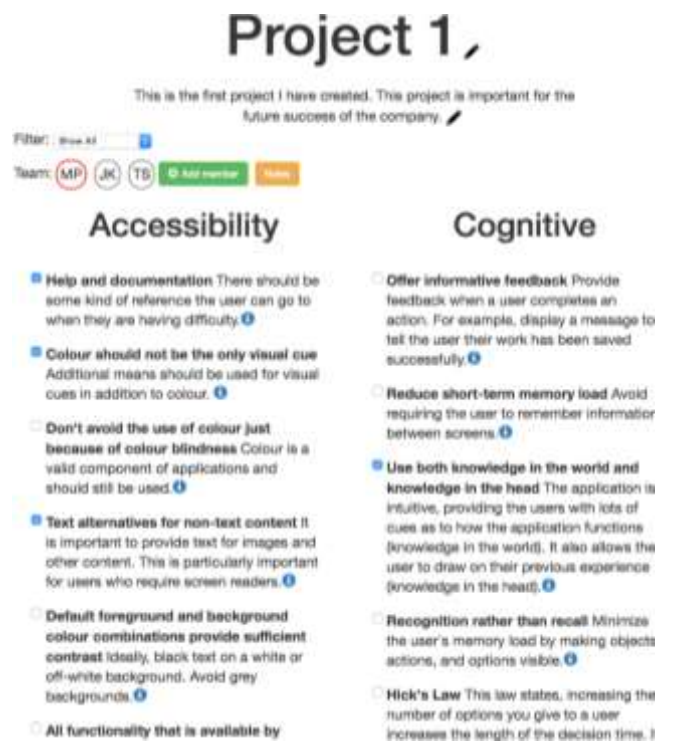 Project 1
This is the first project I have created. This project is important for the
future success of the company.
Filter: Show All
Team: MP JK TS Add member Notes
Accessibility
Help and documentation There should be
some kind of reference the user can go to
when they are having difficulty.
Colour should not be the only visual cue
Additional means should be used for visual
cues in addition to colour.
Don't avoid the use of colour just
because of colour blindness Colour is a
valid component of applications and
should still be used.
Text alternatives for non-text content It
is important to provide text for images and
other content. This is particularly important
for users who require screen readers.
Default foreground and background
colour combinations provide sufficient
contrast Ideally, black text on a white or
off-white background. Avoid grey
backgrounds.
All functionality that is available by
Cognitive
Offer informative feedback Provide
feedback when a user completes an
action. For example, display a message to
tell the user their work has been saved
successfully.
Reduce short-term memory load Avoid
requiring the user to remember information
between screens.
Use both knowledge in the world and
knowledge in the head The application is
intuitive, providing the users with lots of
cues as to how the application functions
(knowledge in the world). It also allows the
user to draw on their previous experience
(knowledge in the head).
Recognition rather than recall Minimize
the user's memory load by making objects
actions, and options visible.
Hick's Law This law states, increasing the
number of options you give to a user
increases the length of the decision time.